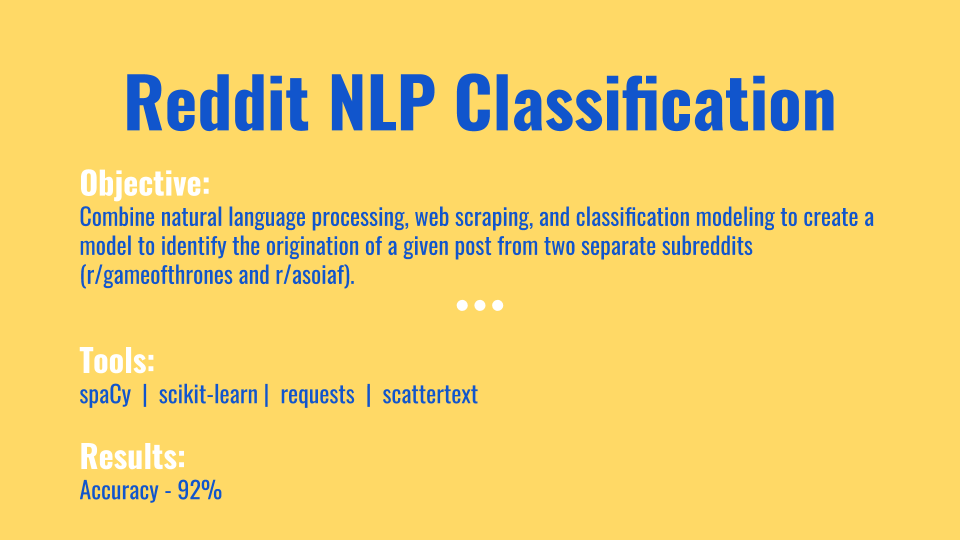 Reddit NLP Classification
Objective:
Combine natural language processing, web scraping, and classification modeling to create a
model to identify the origination of a given post from two separate subreddits
(r/gameofthrones and r/asoiaf).
Tools:
spaCy | scikit-learn | requests | scattertext
Results:
Accuracy - 92%